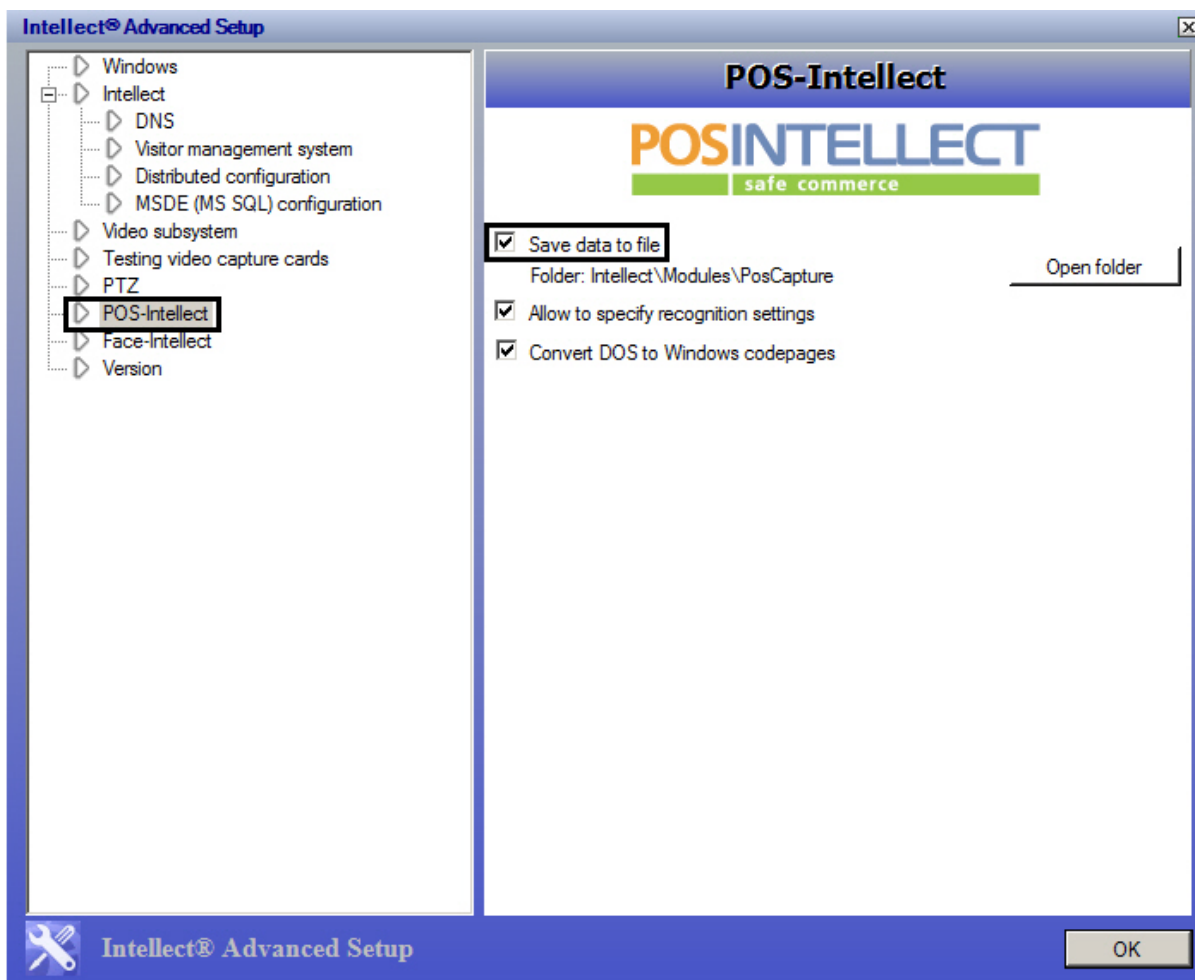 Intellect® Advanced Setup
Windows
Intellect
DNS
Visitor management system
Distributed configuration
MSDE (MS SQL) configuration
Video subsystem
Testing video capture cards
PTZ
POS-Intellect
Face-Intellect
Version
POS-Intellect
POSINTELLECT
safe commerce
Save data to file
Folder: Intellect\Modules\PosCapture
Open folder
Allow to specify recognition settings
Convert DOS to Windows codepages
Intellect® Advanced Setup
OK